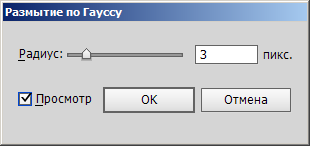 Размытие по Гауссу
Радиус: 3 пикс.
Просмотр OK Отмена